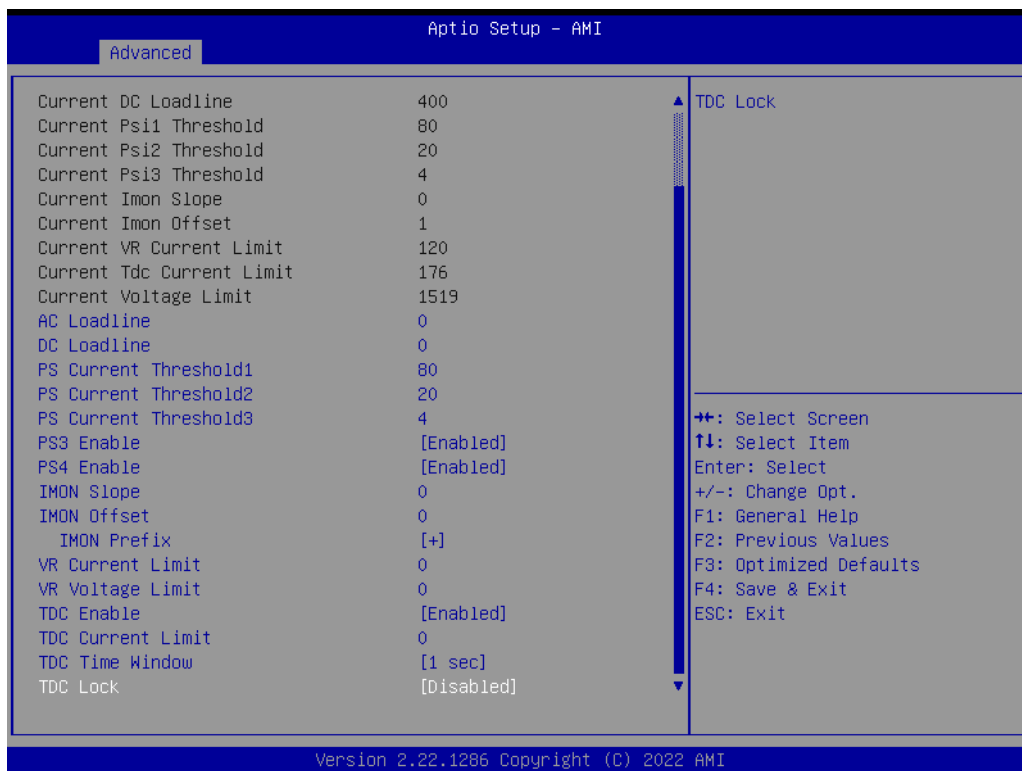 Aptio Setup – AMI
Advanced
Current DC Loadline 400
Current Psi1 Threshold 80
Current Psi2 Threshold 20
Current Psi3 Threshold 4
Current Imon Slope 0
Current Imon Offset 1
Current VR Current Limit 120
Current Tdc Current Limit 176
Current Voltage Limit 1519
AC Loadline 0
DC Loadline 0
PS Current Threshold1 80
PS Current Threshold2 20
PS Current Threshold3 4
PS3 Enable [Enabled]
PS4 Enable [Enabled]
IMON Slope 0
IMON Offset 0
IMON Prefix [+]
VR Current Limit 0
VR Voltage Limit 0
TDC Enable [Enabled]
TDC Current Limit 0
TDC Time Window [1 sec]
TDC Lock [Disabled]
TDC Lock
→←: Select Screen
↑↓: Select Item
Enter: Select
+/-: Change Opt.
F1: General Help
F2: Previous Values
F3: Optimized Defaults
F4: Save & Exit
ESC: Exit
Version 2.22.1286 Copyright (C) 2022 AMI